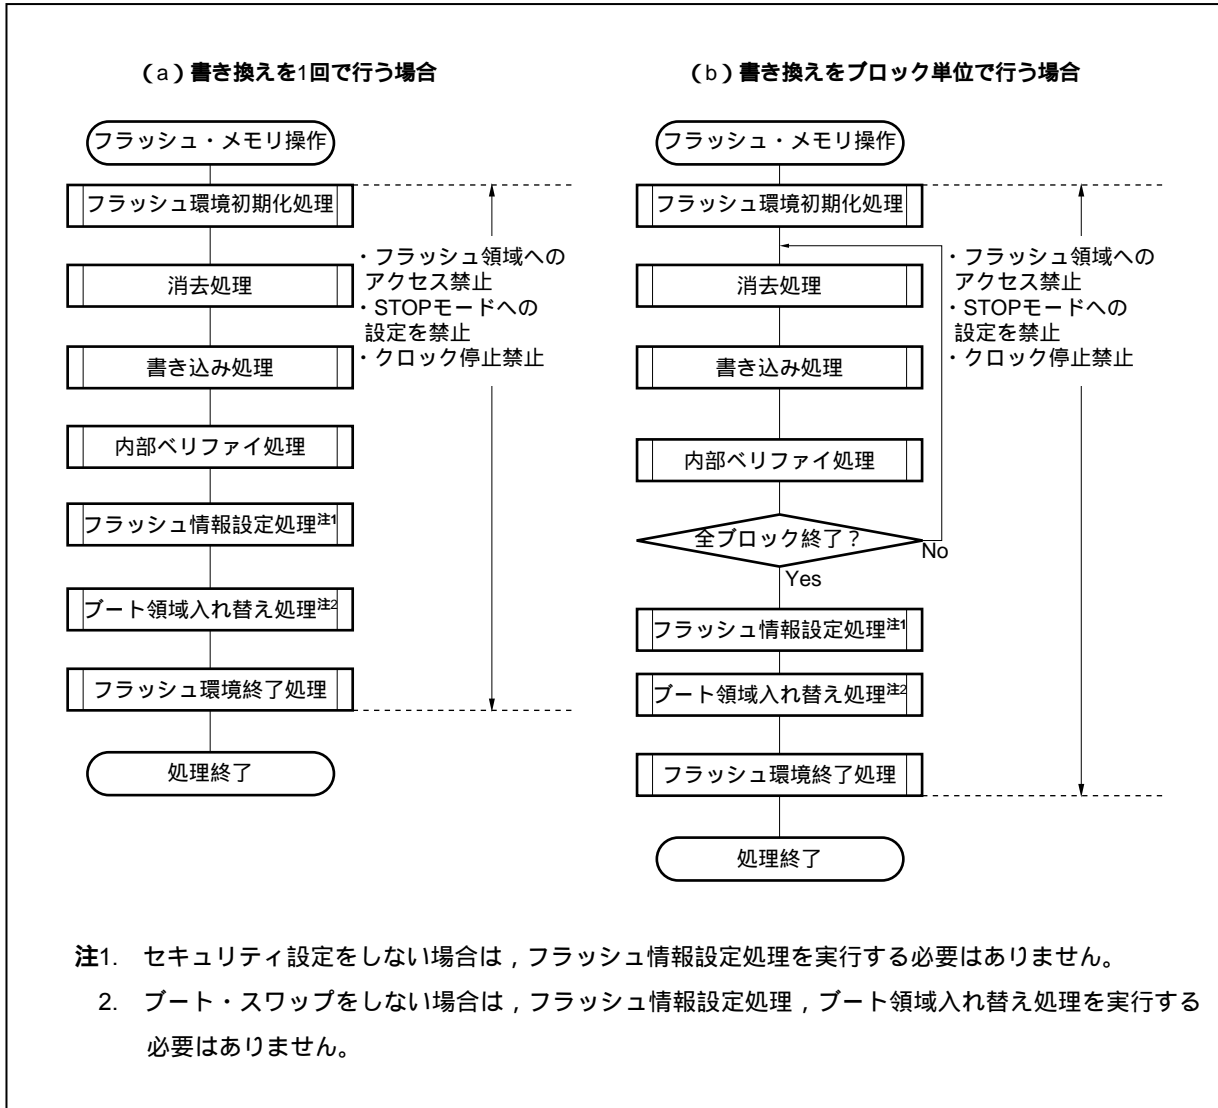 （a）書き換えを1回で行う場合
フラッシュ・メモリ操作
フラッシュ環境初期化処理
消去処理
書き込み処理
内部ベリファイ処理
フラッシュ情報設定処理注1
ブート領域入れ替え処理注2
フラッシュ環境終了処理
処理終了
・フラッシュ領域への
アクセス禁止
・STOPモードへの
設定を禁止
・クロック停止禁止
（b）書き換えをブロック単位で行う場合
フラッシュ・メモリ操作
フラッシュ環境初期化処理
消去処理
書き込み処理
内部ベリファイ処理
全ブロック終了？
No
Yes
フラッシュ情報設定処理注1
ブート領域入れ替え処理注2
フラッシュ環境終了処理
処理終了
・フラッシュ領域への
アクセス禁止
・STOPモードへの
設定を禁止
・クロック停止禁止
注1. セキュリティ設定をしない場合は，フラッシュ情報設定処理を実行する必要はありません。
2. ブート・スワップをしない場合は，フラッシュ情報設定処理，ブート領域入れ替え処理を実行する
必要はありません。